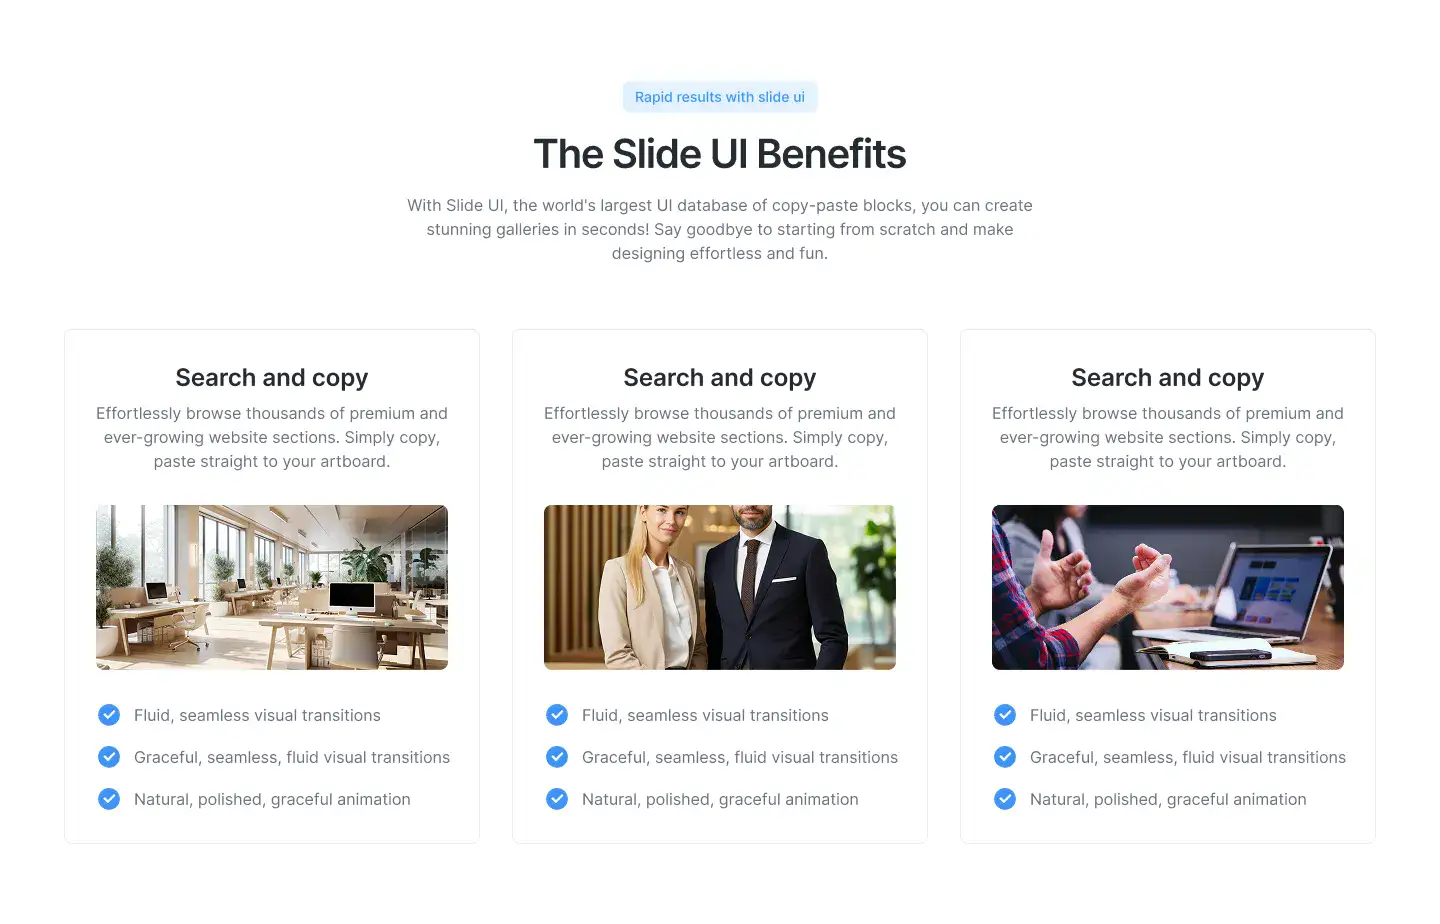 Rapid results with slide ui
The Slide UI Benefits
With Slide UI, the world's largest UI database of copy-paste blocks, you can create
stunning galleries in seconds! Say goodbye to starting from scratch and make
designing effortless and fun.
Search and copy
Effortlessly browse thousands of premium and
ever-growing website sections. Simply copy,
paste straight to your artboard.
Fluid, seamless visual transitions
Graceful, seamless, fluid visual transitions
Natural, polished, graceful animation
Search and copy
Effortlessly browse thousands of premium and
ever-growing website sections. Simply copy,
paste straight to your artboard.
Fluid, seamless visual transitions
Graceful, seamless, fluid visual transitions
Natural, polished, graceful animation
Search and copy
Effortlessly browse thousands of premium and
ever-growing website sections. Simply copy,
paste straight to your artboard.
Fluid, seamless visual transitions
Graceful, seamless, fluid visual transitions
Natural, polished, graceful animation